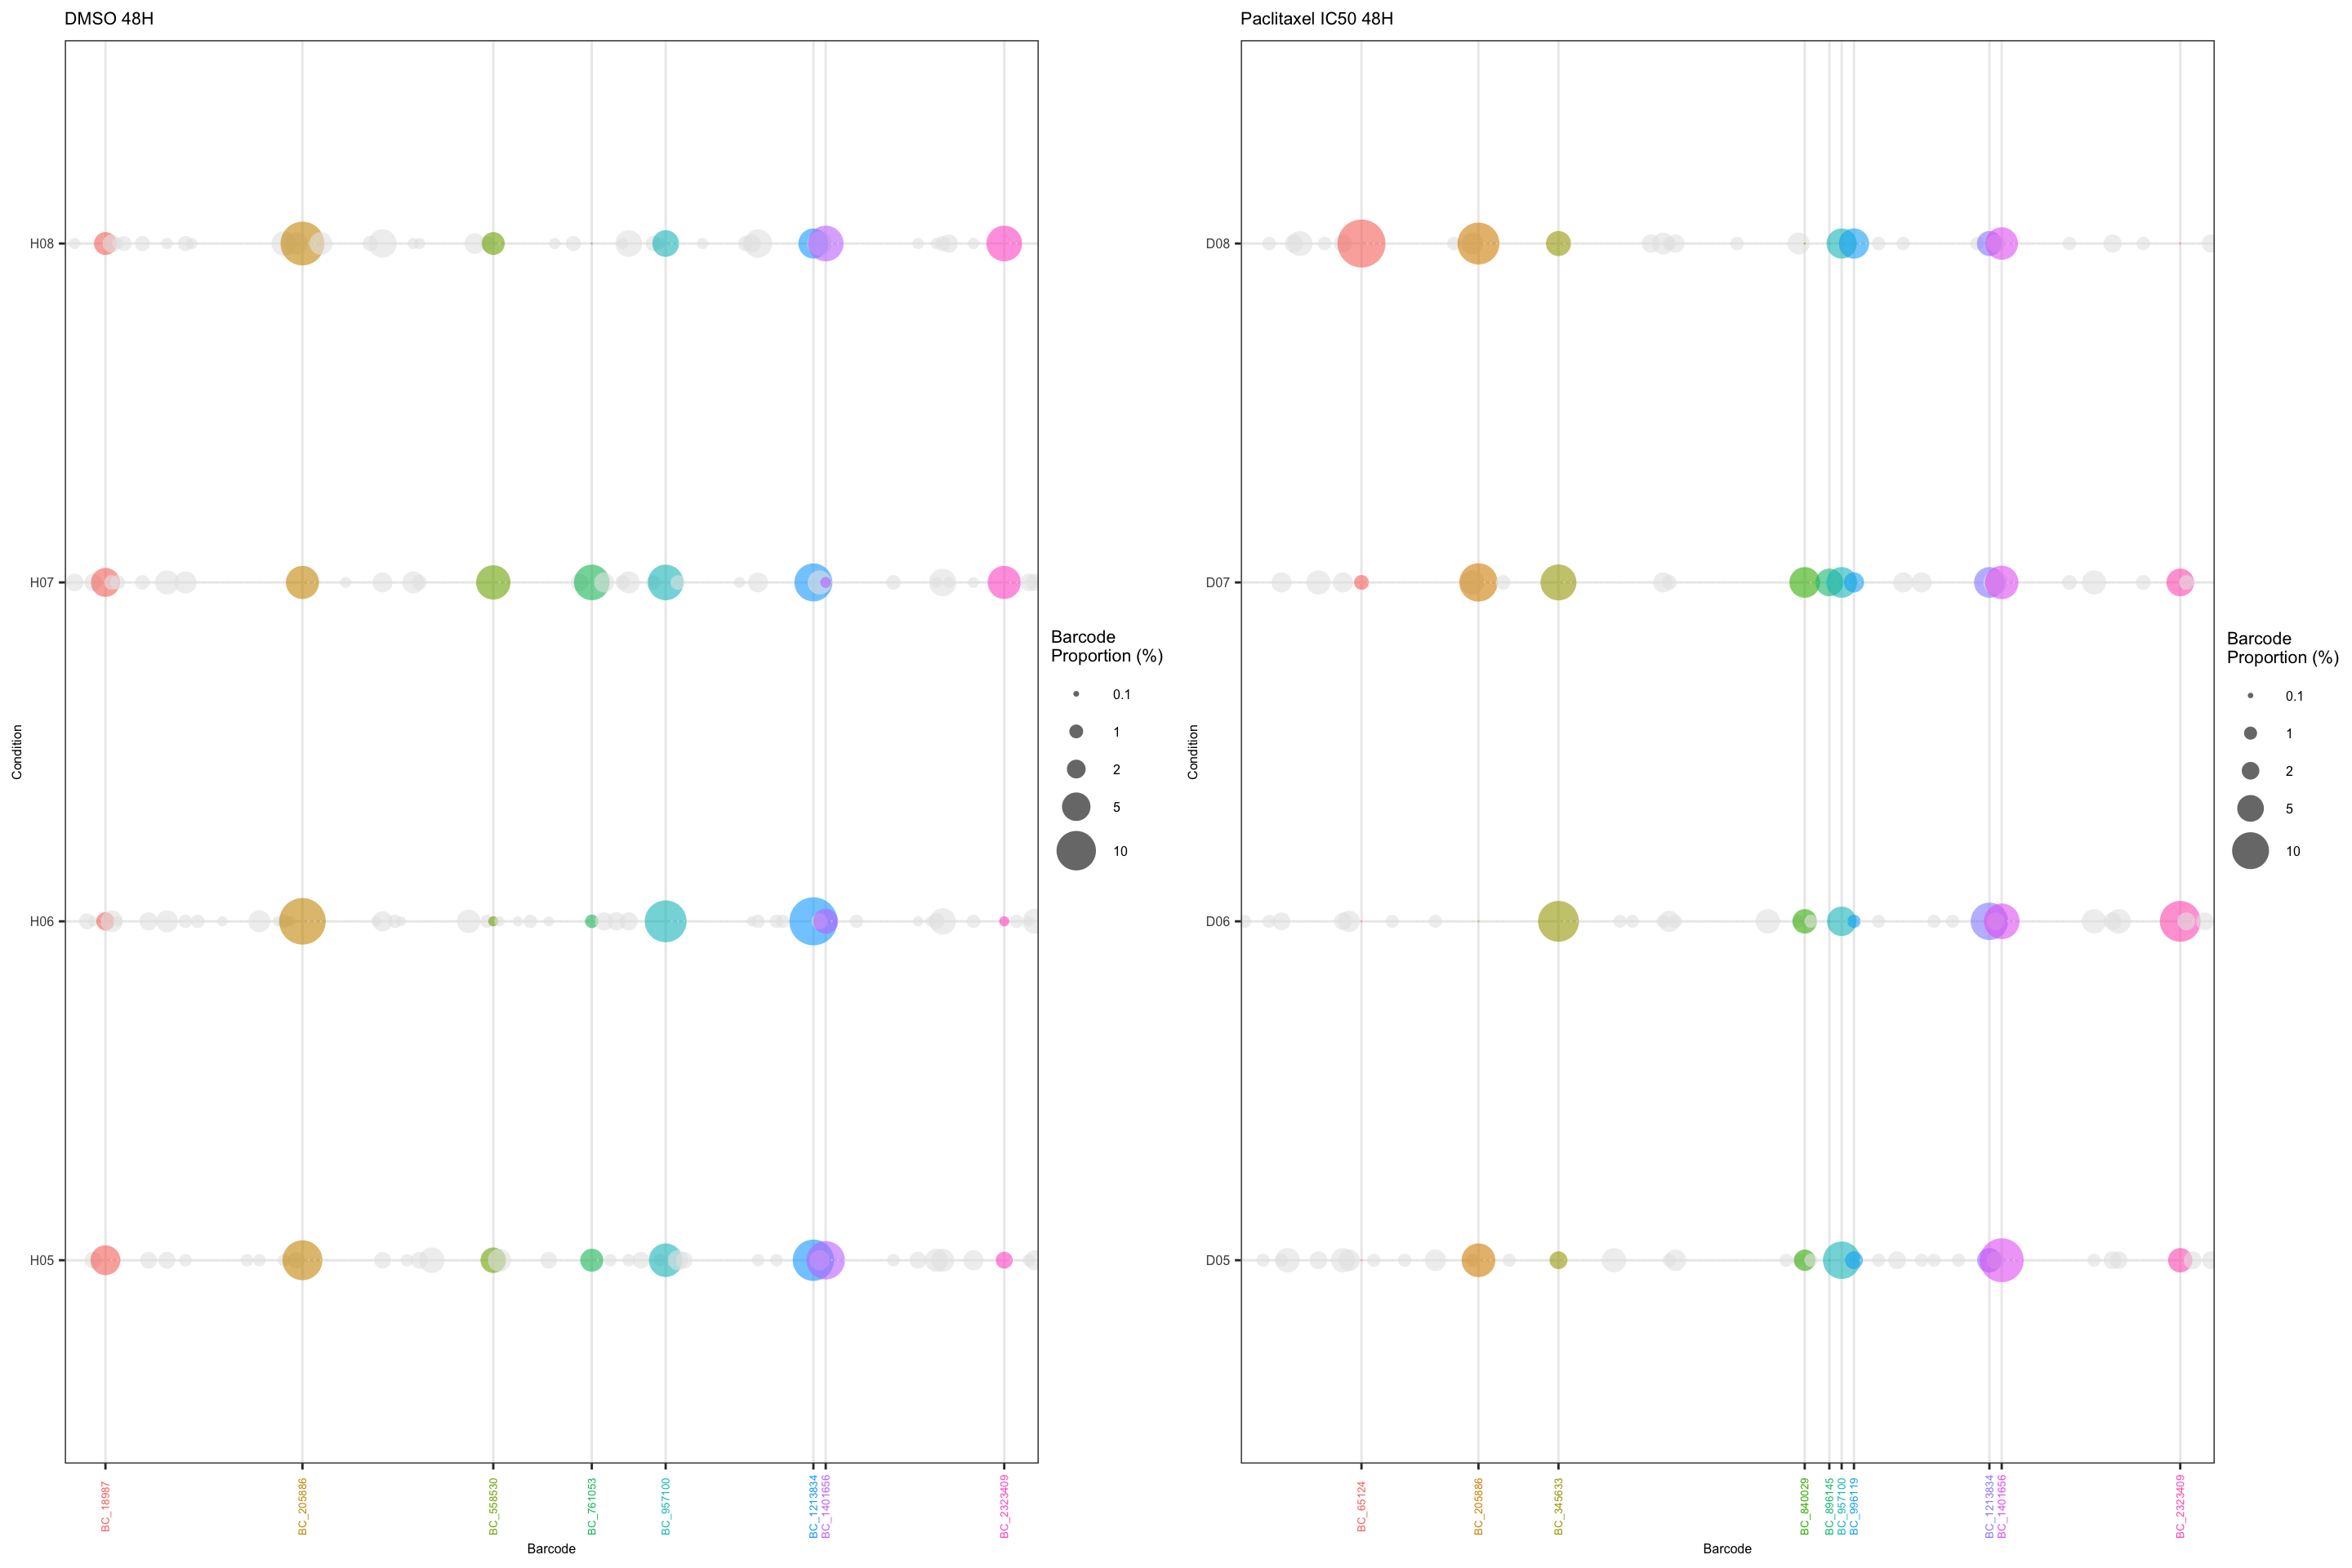 DMSO 48H
Condition
H08
H07
H06
H05
BC_18987
BC_205886
BC_558530
BC_761053
BC_957100
BC_1213834
BC_1401656
BC_2323409
Barcode
Barcode
Proportion (%)
0.1
1
2
5
10
Paclitaxel IC50 48H
Condition
D08
D07
D06
D05
BC_65124
BC_205886
BC_345633
BC_840029
BC_896145
BC_957100
BC_996119
BC_1213834
BC_1401656
BC_2323409
Barcode
Barcode
Proportion (%)
0.1
1
2
5
10